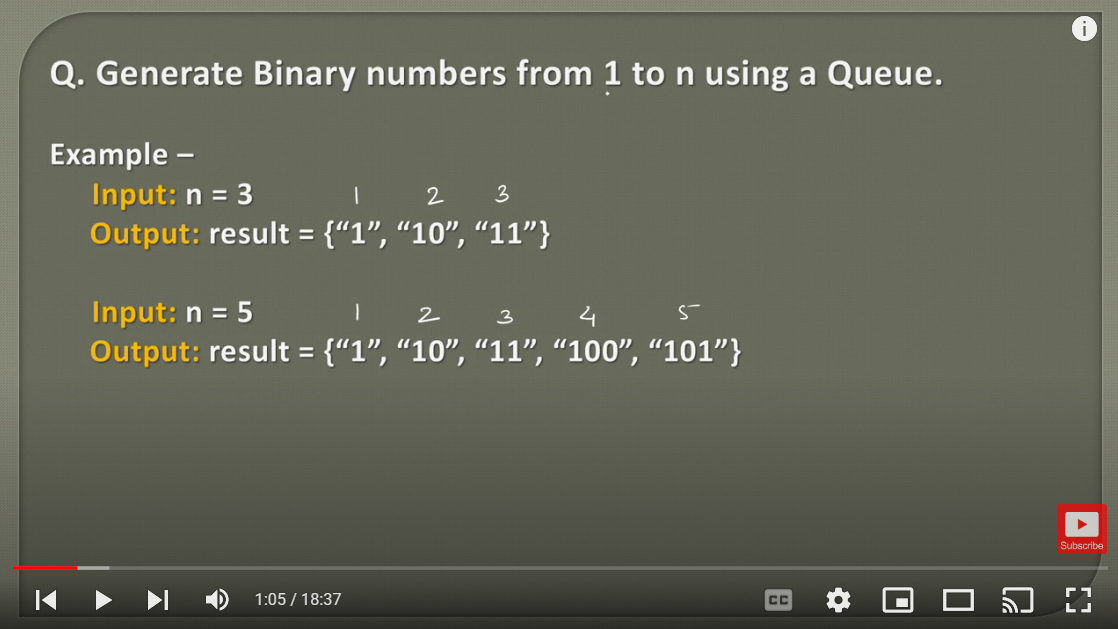 Q. Generate Binary numbers from 1 to n using a Queue.
Example –
Input: n = 3
1 2 3
Output: result = {“1”, “10”, “11”}
Input: n = 5
1 2 3 4 5
Output: result = {“1”, “10”, “11”, “100”, “101”}
Subscribe
1:05 / 18:37
CC